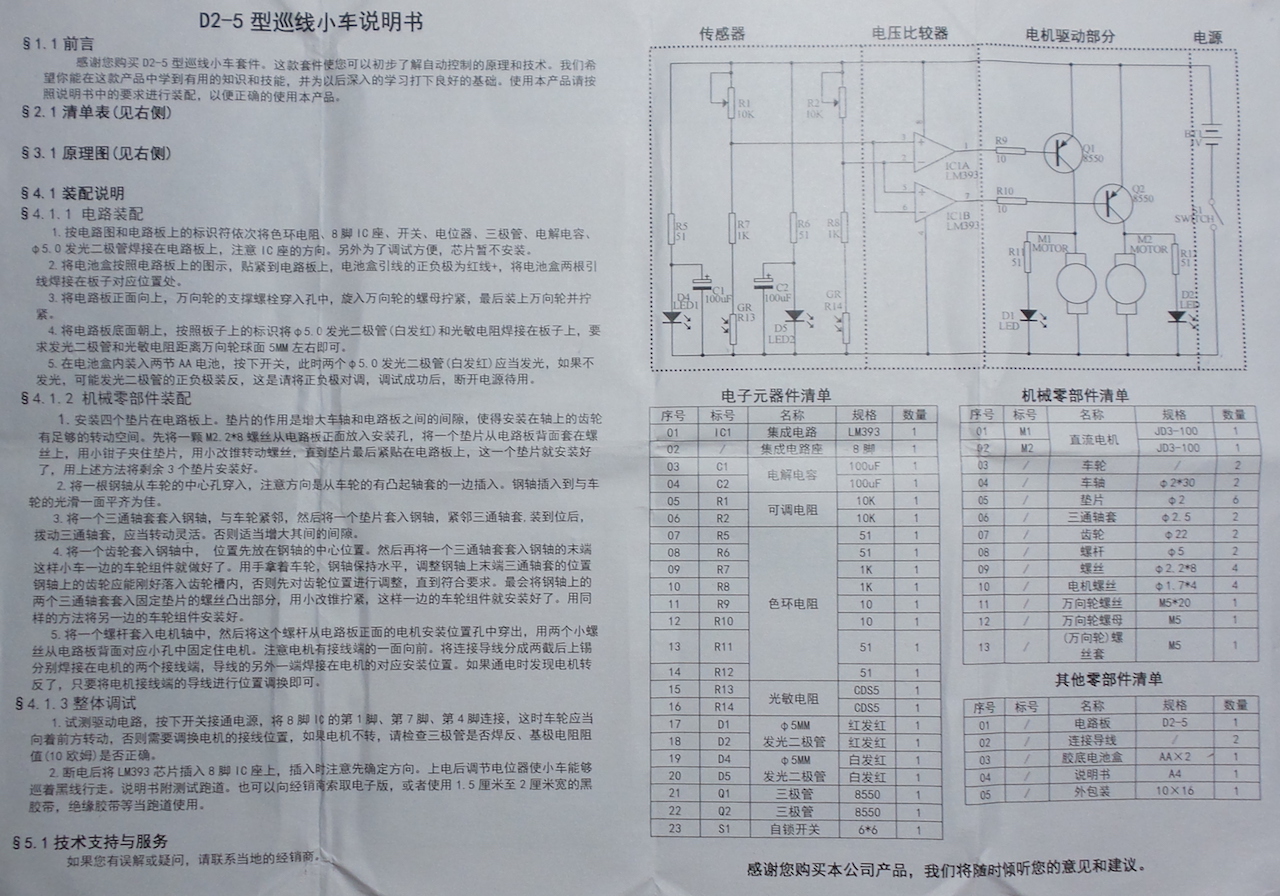 D2-5 型巡线小车说明书
§1.1 前言
感谢您购买 D2-5 型巡线小车套件。这款套件使您可以初步了解自动控制的原理和技术。我们希
望你能在这款产品中学到有用的知识和技能，并为以后深入的学习打下良好的基础。使用本产品请按
照说明书中的要求进行装配，以便正确的使用本产品。
§2.1 清单表(见右侧)
§3.1 原理图(见右侧)
§4.1 装配说明
§4.1.1 电路装配
1.按电路图和电路板上的标识符依次将色环电阻、8 脚 IC 座、开关、电位器、三极管、电解电容、
φ5.0 发光二极管焊接在电路板上，注意 IC 座的方向。另外为了调试方便，芯片暂不安装。
2.将电池盒按照电路板上的图示，贴紧到电路板上，电池盒引线的正负极为红线+，将电池盒两根引
线焊接在板子对应位置处。
3.将电路板正面向上，万向轮的支撑螺栓穿入孔中，旋入万向轮的螺母拧紧，最后装上万向轮并拧
紧。
4.将电路板底面朝上，按照板子上的标识将φ5.0 发光二极管(白发红)和光敏电阻焊接在板子上，要
求发光二极管和光敏电阻距离万向轮球面 5MM 左右即可。
5.在电池盒内装入两节 AA 电池，按下开关，此时两个φ5.0 发光二极管(白发红)应当发光，如果不
发光，可能发光二极管的正负极装反，这是请将正负极对调，调试成功后，断开电源待用。
§4.1.2 机械零部件装配
1.安装四个垫片在电路板上。垫片的作用是增大车轴和电路板之间的间隙，使得安装在轴上的齿轮
有足够的转动空间。先将一颗 M2.2*8 螺丝从电路板正面放入安装孔，将一个垫片从电路板背面套在螺
丝上，用小钳子夹住垫片，用小改锥转动螺丝，直到垫片最后紧贴在电路板上，这一个垫片就安装好
了，用上述方法将剩余 3 个垫片安装好。
2.将一根钢轴从车轮的中心孔穿入，注意方向是从车轮的有凸起轴套的一边插入。钢轴插入到与车
轮的光滑一面平齐为佳。
3.将一个三通轴套套入钢轴，与车轮紧邻，然后将一个垫片套入钢轴，紧邻三通轴套.装到位后，
拨动三通轴套，应当转动灵活。否则适当增大其间的间隙。
4.将一个齿轮套入钢轴中， 位置先放在钢轴的中心位置。然后再将一个三通轴套套入钢轴的末端
这样小车一边的车轮组件就做好了。用手拿着车轮，钢轴保持水平，调整钢轴上末端三通轴套的位置
钢轴上的齿轮应能刚好落入齿轮槽内，否则先对齿轮位置进行调整，直到符合要求。最会将钢轴上的
两个三通轴套套入固定垫片的螺丝凸出部分，用小改锥拧紧，这样一边的车轮组件就安装好了。用同
样的方法将另一边的车轮组件安装好。
5.将一个螺杆套入电机轴中，然后将这个螺杆从电路板正面的电机安装位置孔中穿出，用两个小螺
丝从电路板背面对应小孔中固定住电机。注意电机有接线端的一面向前。将连接导线分成两截后上锡
分别焊接在电机的两个接线端，导线的另外一端焊接在电机的对应安装位置。如果通电时发现电机转
反了，只要将电机接线端的导线进行位置调换即可。
§4.1.3 整体调试
1.试测驱动电路，按下开关接通电源，将 8 脚 IC 的第 1 脚、第 7 脚、第 4 脚连接，这时车轮应当
向着前方转动，否则需要调换电机的接线位置，如果电机不转，请检查三极管是否焊反、基极电阻阻
值(10 欧姆)是否正确。
2.断电后将 LM393 芯片插入 8 脚 IC 座上，插入时注意先确定方向。上电后调节电位器使小车能够
巡着黑线行走。说明书附测试跑道。也可以向经销商索取电子版，或者使用 1.5 厘米至 2 厘米宽的黑
胶带，绝缘胶带等当跑道使用。
§5.1 技术支持与服务
如果您有误解或疑问，请联系当地的经销商。
传感器 电压比较器 电机驱动部分 电源
R1
10K
R2
10K
R5
51
R7
1K
R6
51
R8
1K
C1
100uF
C2
100uF
D4
LED1
GR
R13
D5
LED2
GR
R14
IC1A
LM393
IC1B
LM393
R9
10
R10
10
Q1
8550
Q2
8550
M1
MOTOR
M2
MOTOR
R11
51
51
D1
LED
D2
SWITCH
电子元器件清单
序号 标号 名称 规格 数量
01 IC1 集成电路 LM393 1
02 / 集成电路座 8 脚 1
03 C1 电解电容 100uF 1
04 C2 100uF 1
05 R1 可调电阻 10K 1
06 R2 10K 1
07 R5 色环电阻 51 1
08 R6 51 1
09 R7 1K 1
10 R8 1K 1
11 R9 10 1
12 R10 10 1
13 R11 51 1
14 R12 51 1
15 R13 光敏电阻 CDS5 1
16 R14 CDS5 1
17 D1 φ5MM 红发红 1
18 D2 发光二极管 红发红 1
19 D4 φ5MM 白发红 1
20 D5 发光二极管 白发红 1
21 Q1 三极管 8550 1
22 Q2 三极管 8550 1
23 S1 自锁开关 6*6 1
机械零部件清单
序号 标号 名称 规格 数量
01 M1 直流电机 JD3-100 1
02 M2 JD3-100 1
03 / 车轮 / 2
04 / 车轴 φ2*30 2
05 / 垫片 φ2 6
06 / 三通轴套 φ2.5 2
07 / 齿轮 φ22 2
08 / 螺杆 φ5 2
09 / 螺丝 φ2.2*8 4
10 / 电机螺丝 φ1.7*4 4
11 / 万向轮螺丝 M5*20 1
12 / 万向轮螺母 M5 1
13 / (万向轮)螺丝套 M5 1
其他零部件清单
序号 标号 名称 规格 数量
01 / 电路板 D2-5 1
02 / 连接导线 / 2
03 / 胶底电池盒 AA×2 1
04 / 说明书 A4 1
05 / 外包装 10×16 1
感谢您购买本公司产品，我们将随时倾听您的意见和建议。